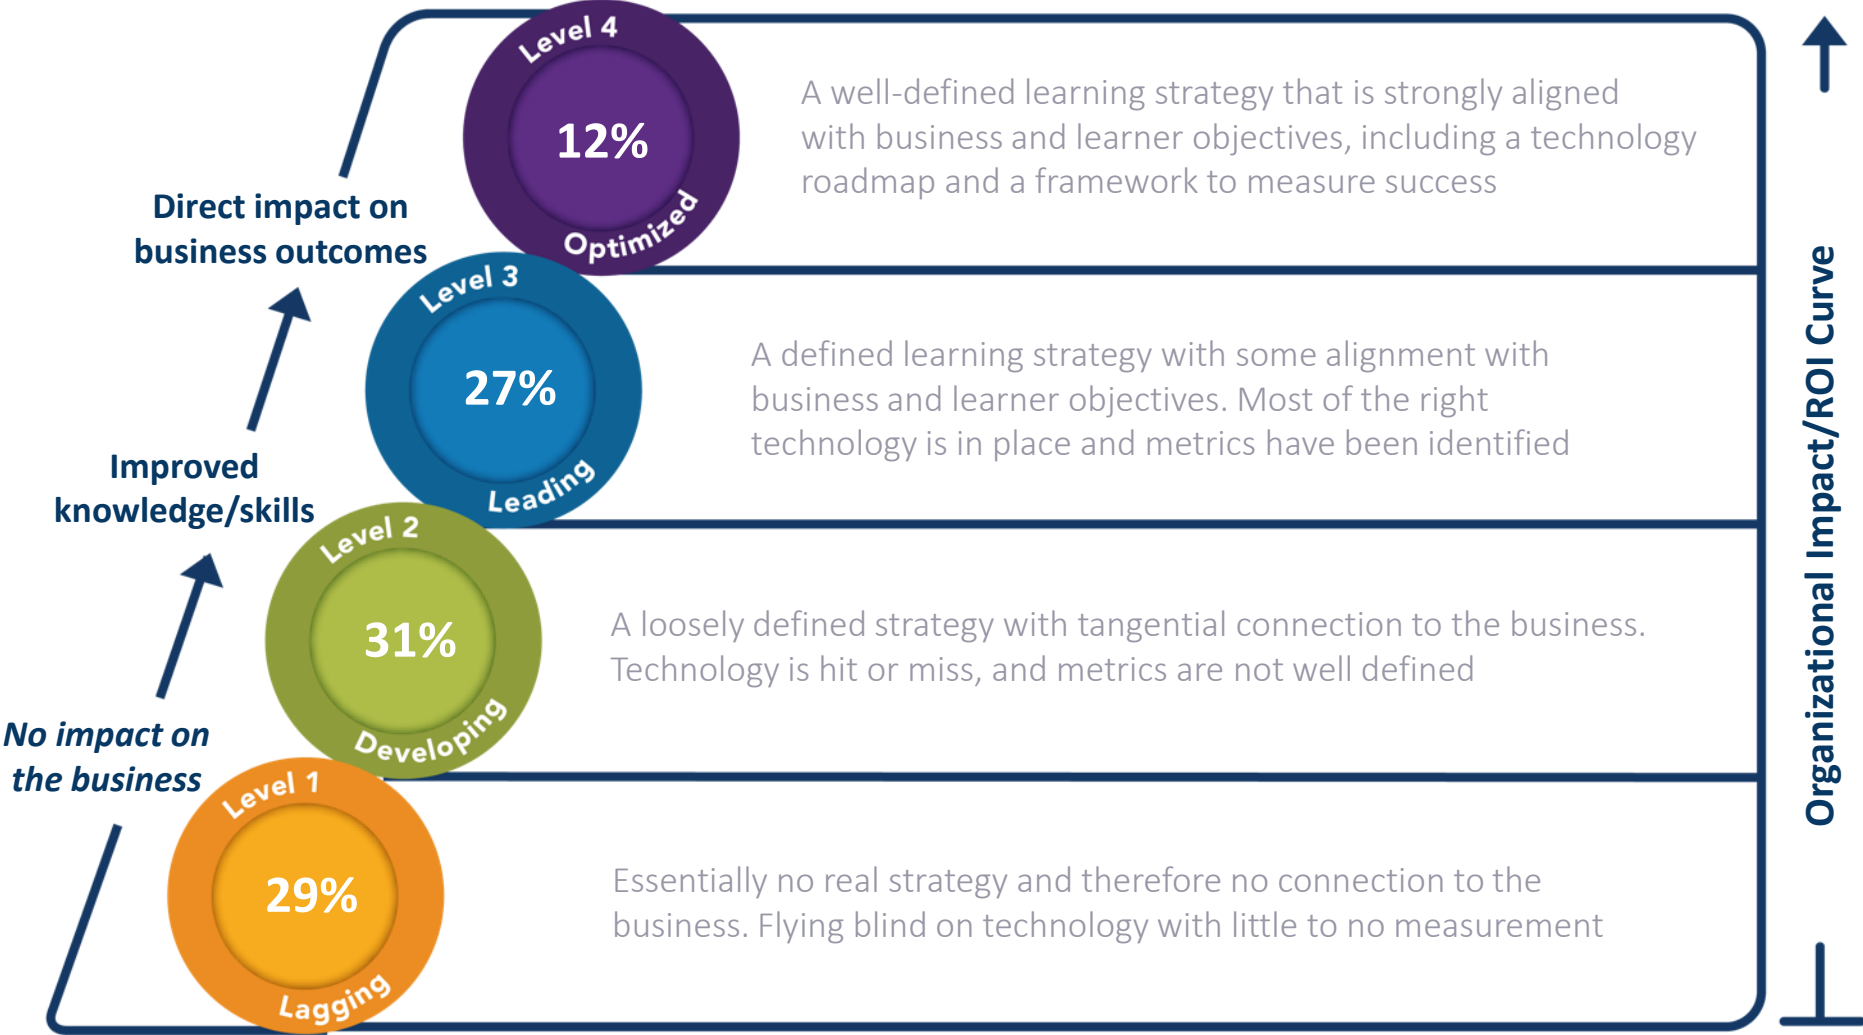 Level 4
12%
Optimized
A well-defined learning strategy that is strongly aligned
with business and learner objectives, including a technology
roadmap and a framework to measure success
Direct impact on
business outcomes
Level 3
27%
Leading
A defined learning strategy with some alignment with
business and learner objectives. Most of the right
technology is in place and metrics have been identified
Improved
knowledge/skills
Level 2
31%
Developing
A loosely defined strategy with tangential connection to the business.
Technology is hit or miss, and metrics are not well defined
No impact on
the business
Level 1
29%
Lagging
Essentially no real strategy and therefore no connection to the
business. Flying blind on technology with little to no measurement
Organizational Impact/ROI Curve